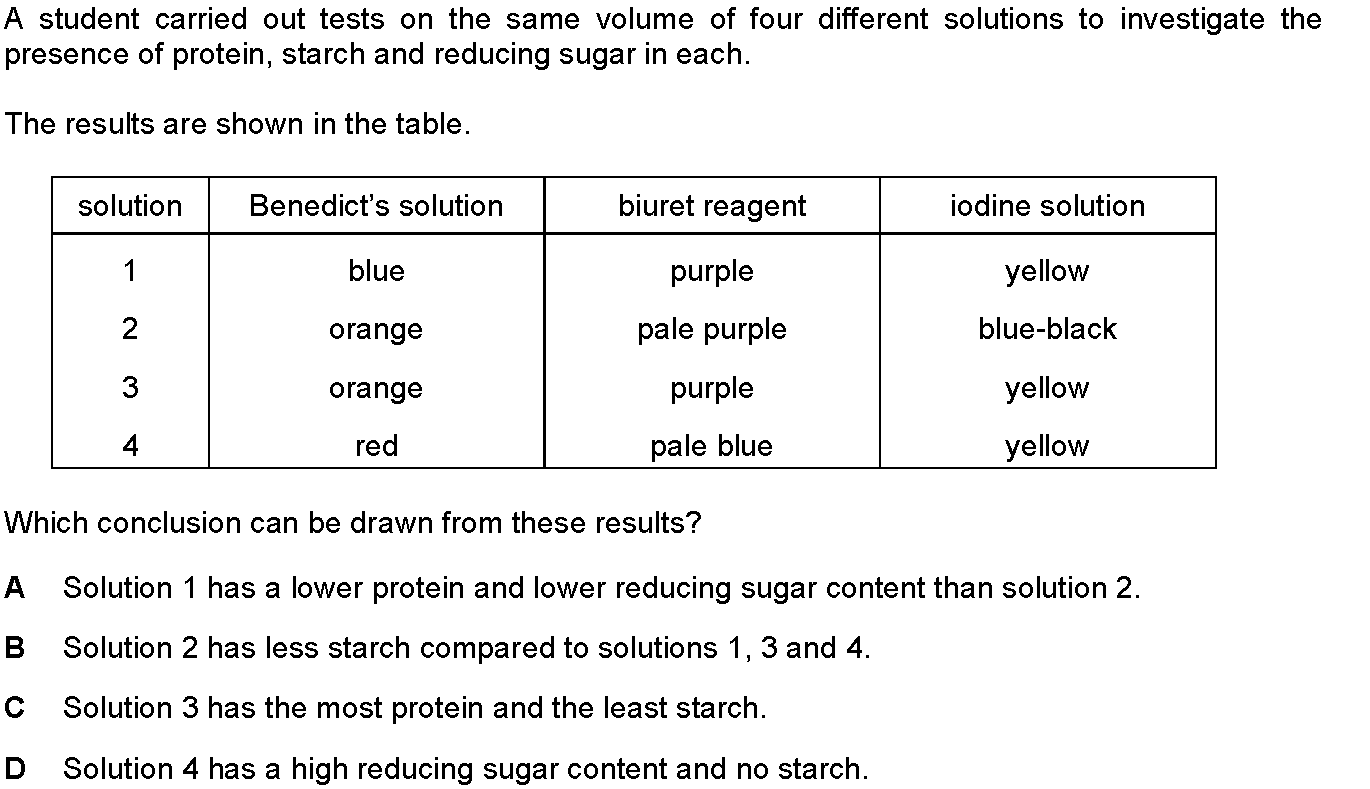 A student carried out tests on the same volume of four different solutions to investigate the
presence of protein, starch and reducing sugar in each.
The results are shown in the table.
solution Benedict’s solution biuret reagent iodine solution
1 blue purple yellow
2 orange pale purple blue-black
3 orange purple yellow
4 red pale blue yellow
Which conclusion can be drawn from these results?
A Solution 1 has a lower protein and lower reducing sugar content than solution 2.
B Solution 2 has less starch compared to solutions 1, 3 and 4.
C Solution 3 has the most protein and the least starch.
D Solution 4 has a high reducing sugar content and no starch.